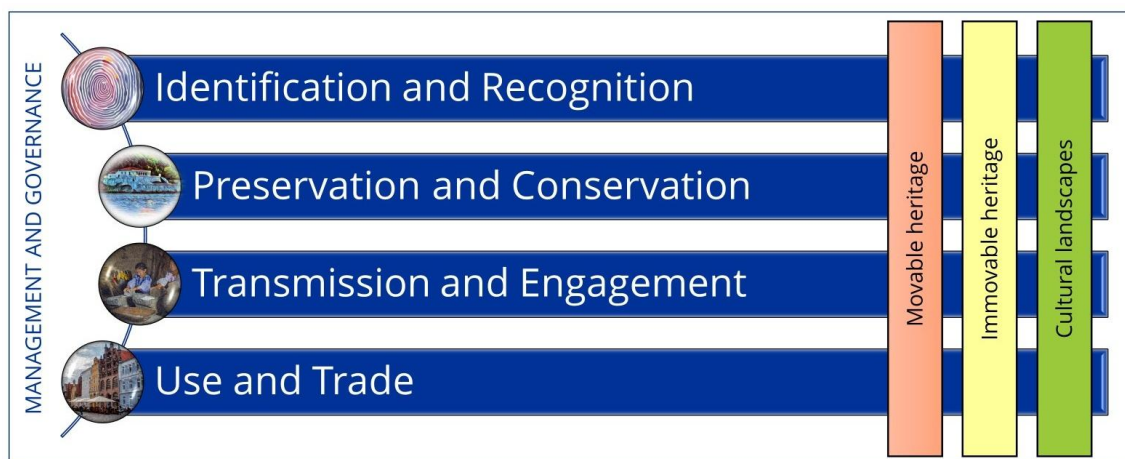 MANAGEMENT AND GOVERNANCE
Identification and Recognition
Preservation and Conservation
Transmission and Engagement
Use and Trade
Movable heritage
Immovable heritage
Cultural landscapes